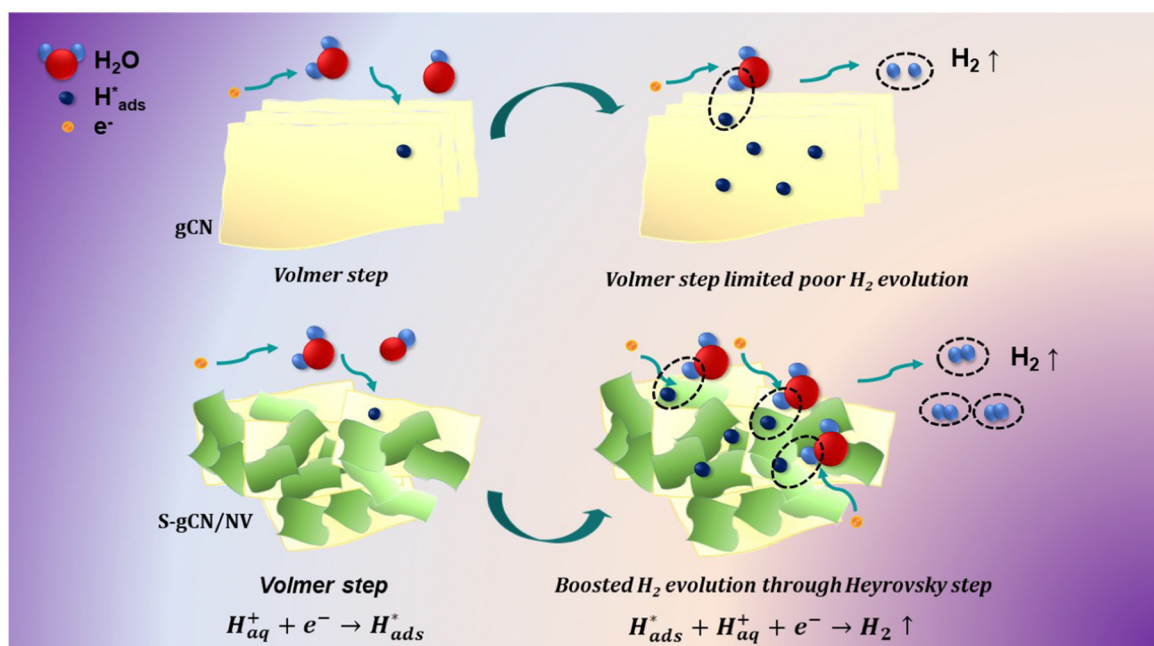 H₂O
H*ads
e-
H₂ ↑
gCN
Volmer step
Volmer step limited poor H₂ evolution
H₂ ↑
S-gCN/NV
Volmer step
Boosted H₂ evolution through Heyrovsky step
H⁺aq + e⁻ → H*ads
H*ads + H⁺aq + e⁻ → H₂ ↑